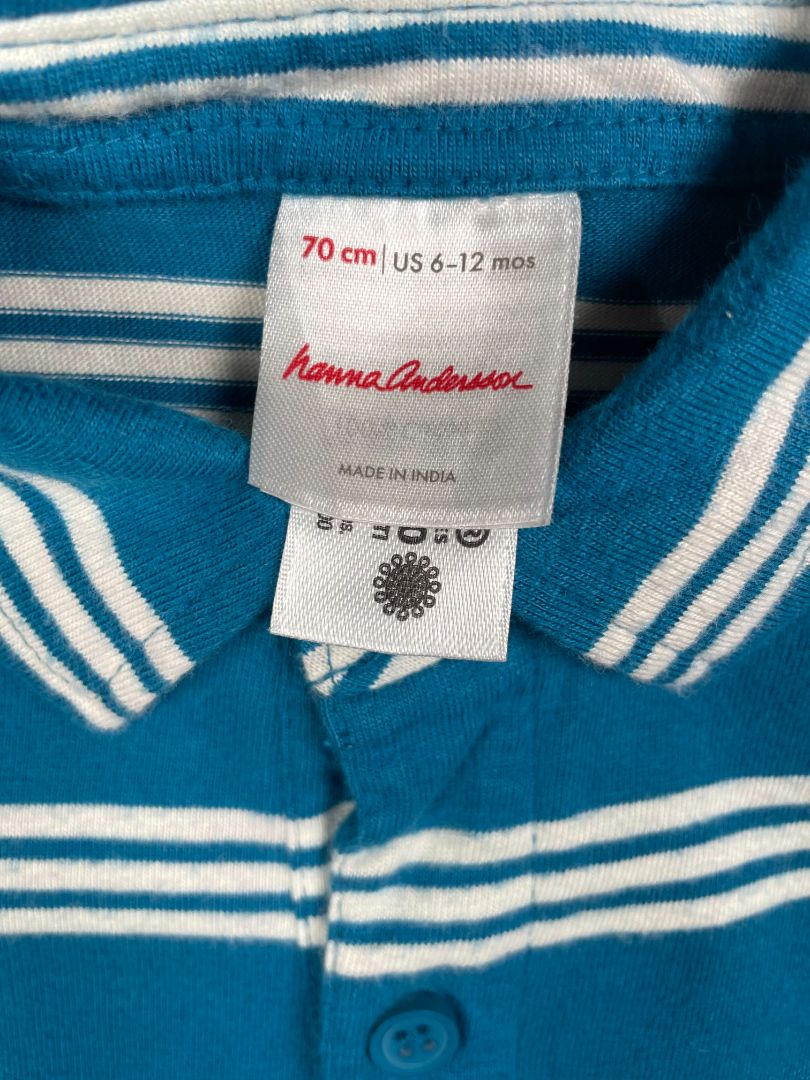 70 cm | US 6-12 mos
hanna Andersson
MADE IN INDIA